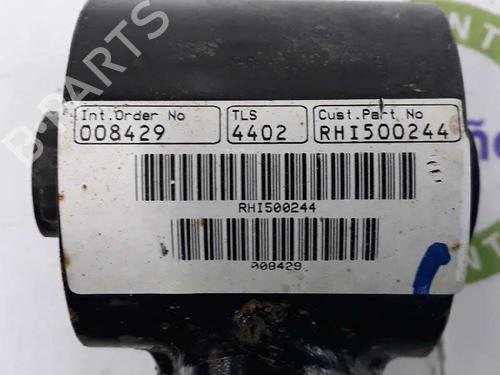 Int.Order No TLS Cust.Part No
008429 4402 RHI500244
RHI500244
008429
B-PARTS